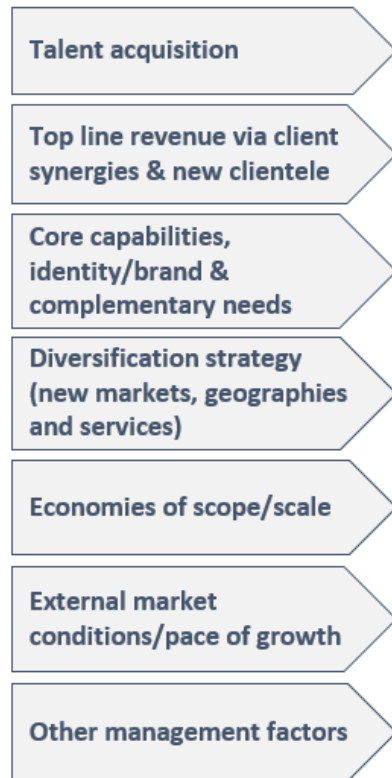 Talent acquisition
Top line revenue via client
synergies & new clientele
Core capabilities,
identity/brand &
complementary needs
Diversification strategy
(new markets, geographies
and services)
Economies of scope/scale
External market
conditions/pace of growth
Other management factors